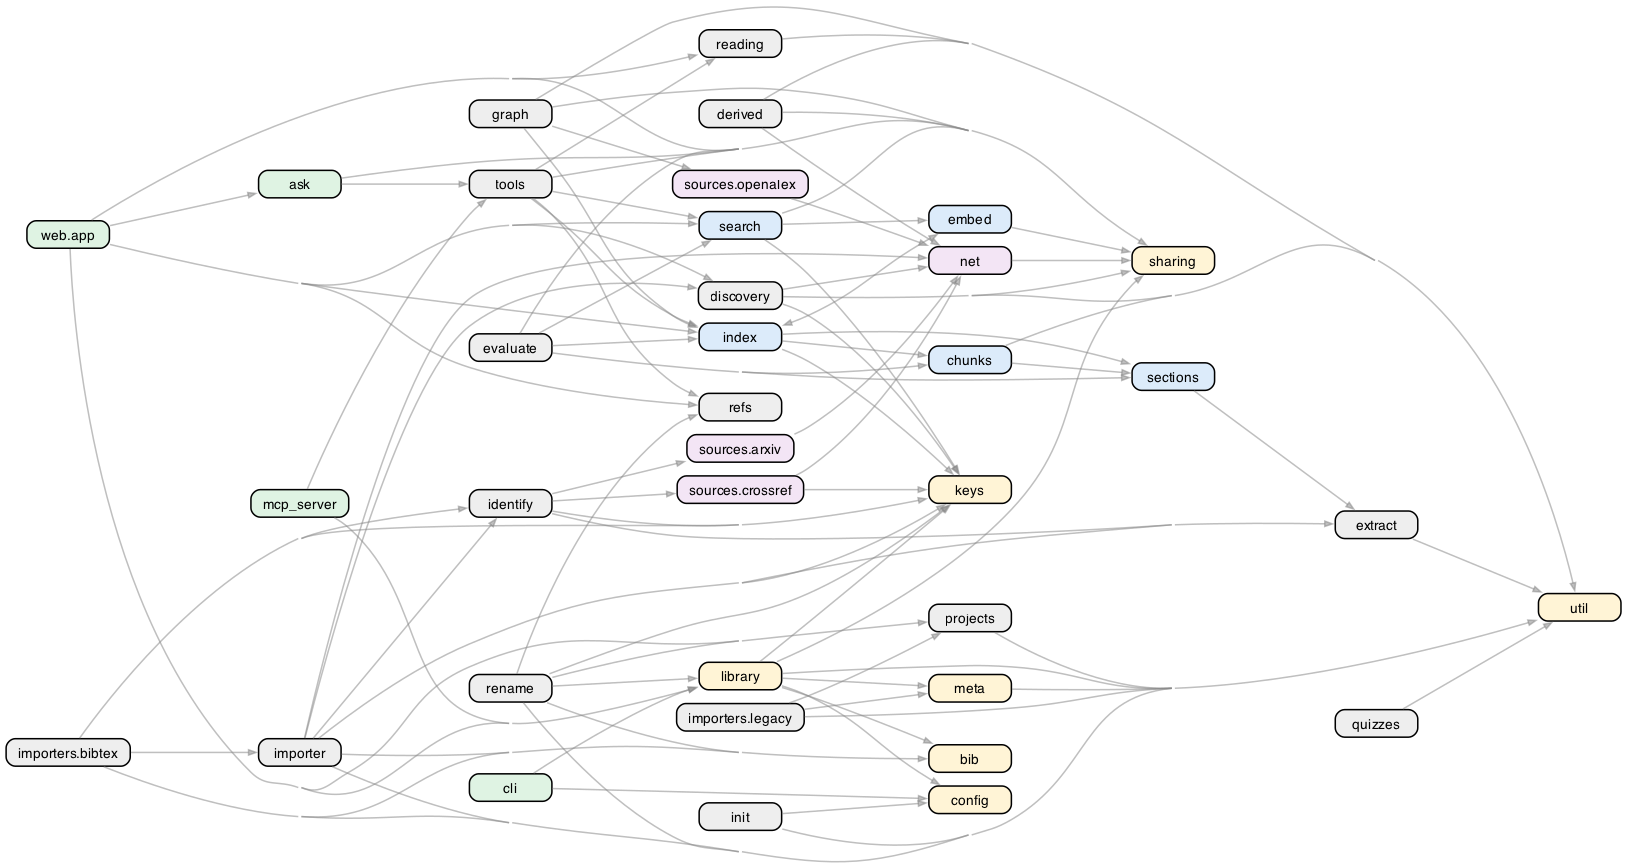 reading
graph
derived
ask
tools
sources.openalex
search
embed
web.app
net
sharing
discovery
index
evaluate
chunks
sections
refs
sources.arxiv
sources.crossref
keys
mcp_server
identify
extract
util
projects
library
rename
meta
importers.legacy
quizzes
importers.bibtex
importer
bib
cli
config
init